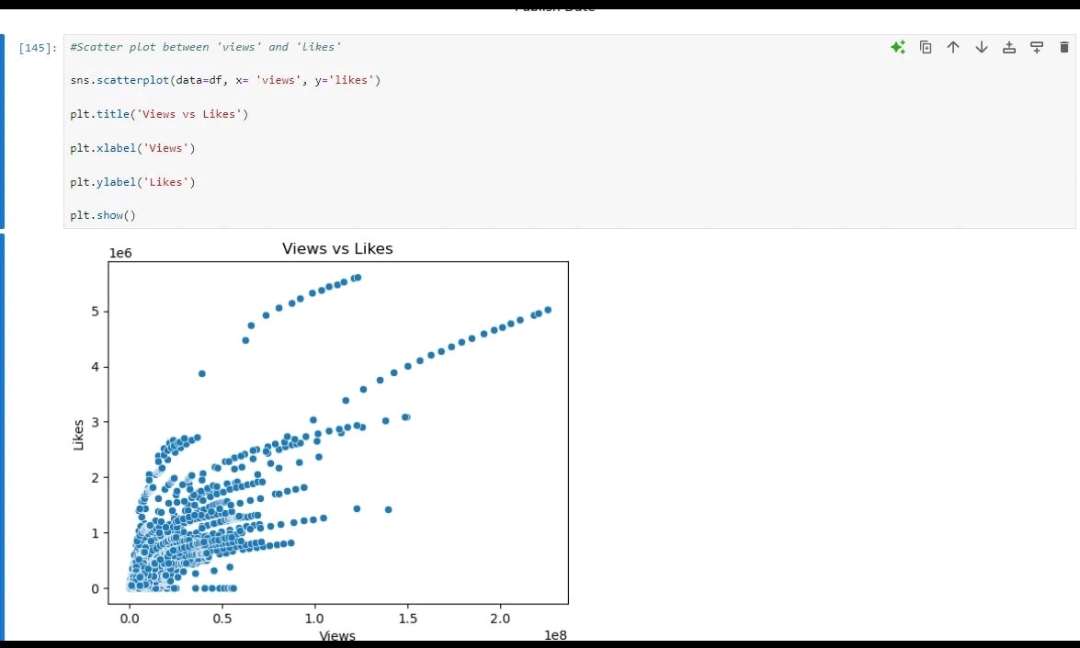 Publish Date
[145]: #Scatter plot between 'views' and 'likes'
sns.scatterplot(data=df, x= 'views', y='likes')
plt.title('Views vs Likes')
plt.xlabel('Views')
plt.ylabel('Likes')
plt.show()
Views vs Likes
1e6
5
4
3
2
1
0
Likes
0.0 0.5 1.0 1.5 2.0
Views
1e8